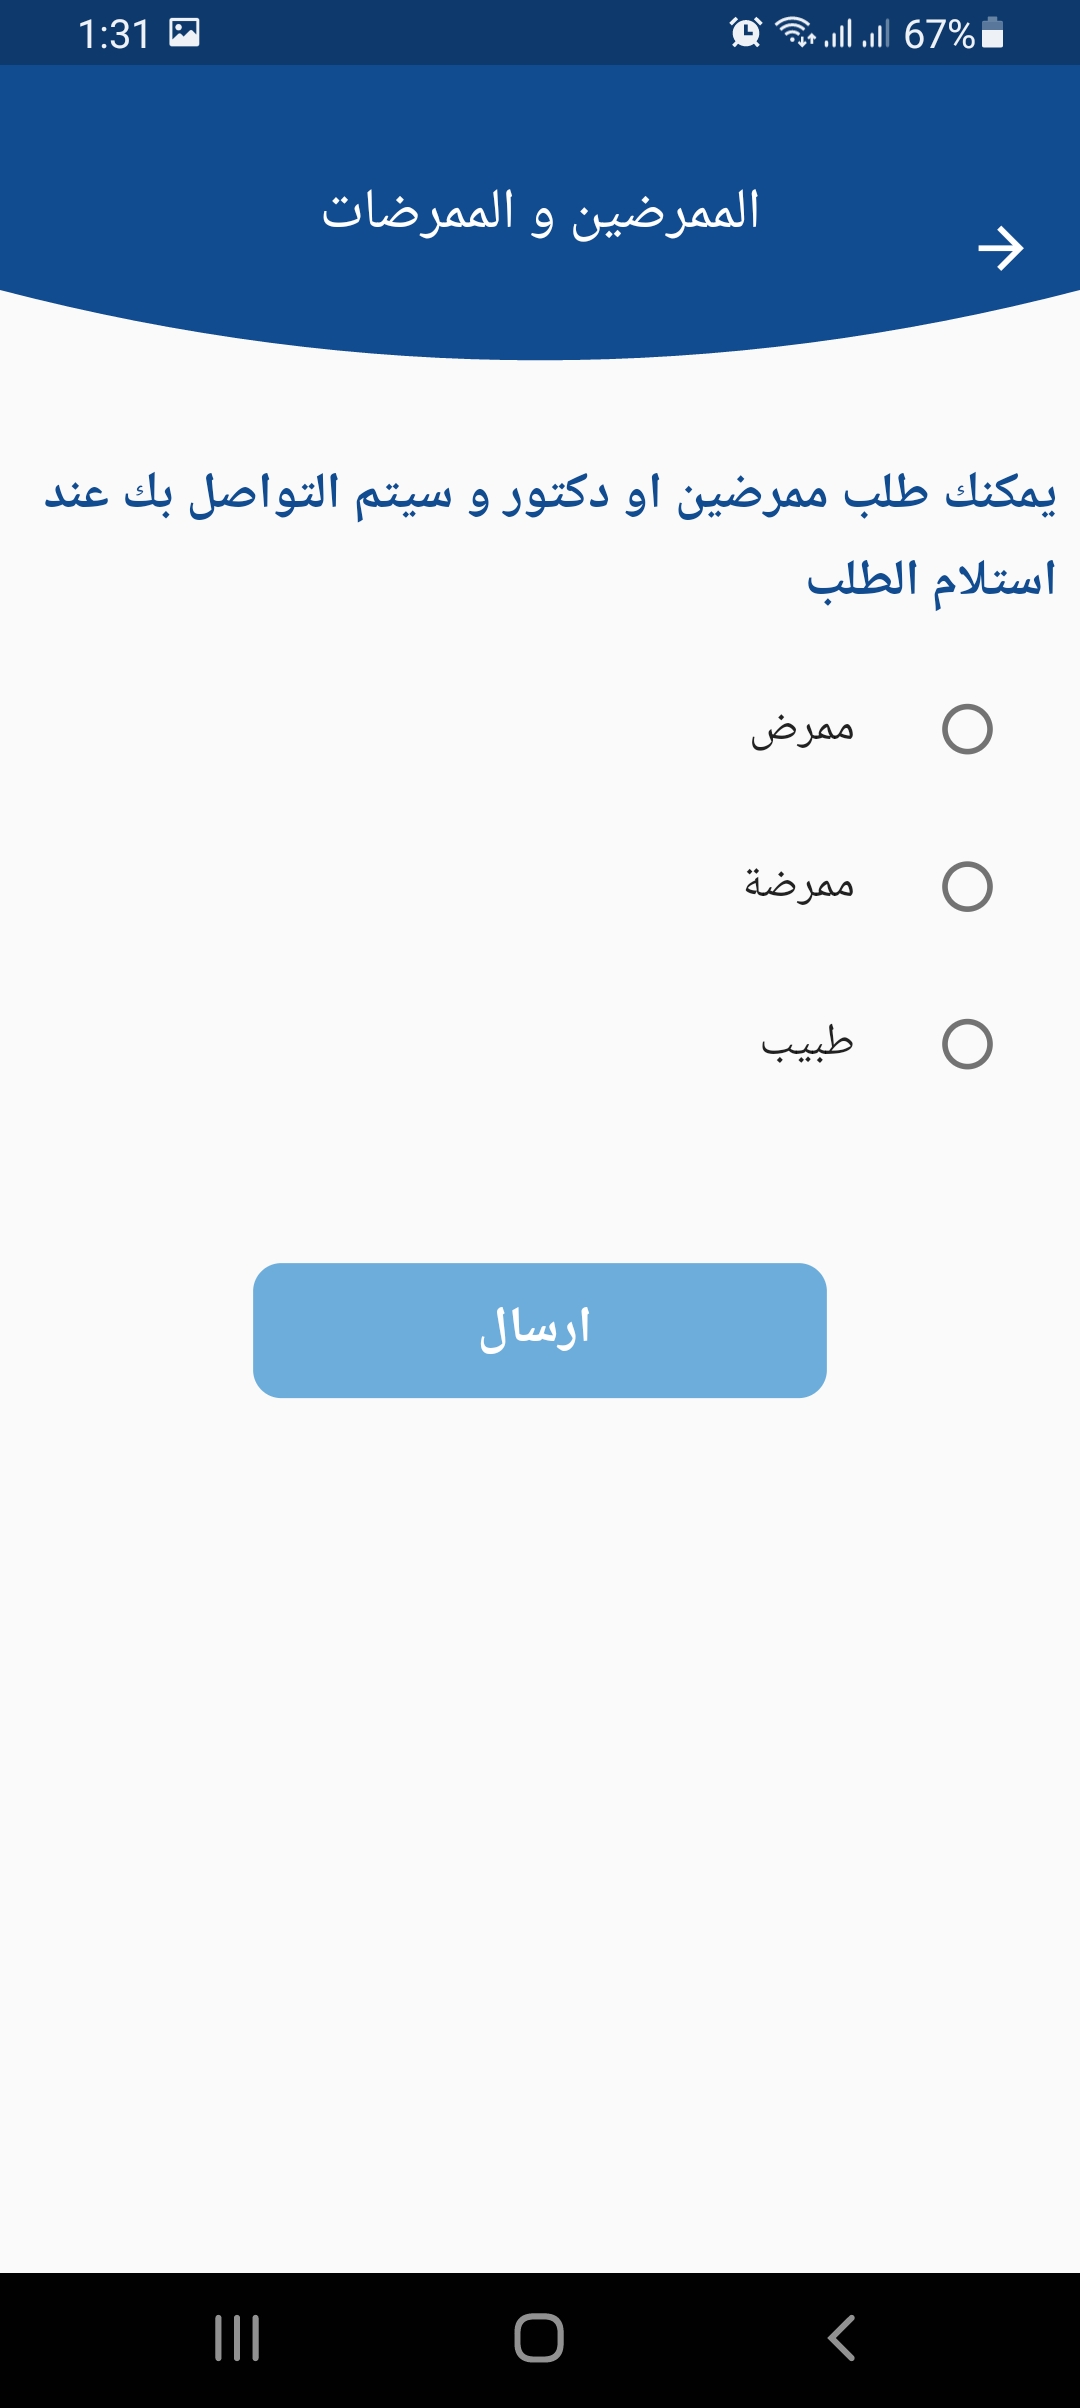 1:31
67%
الممرضين و الممرضات
يمكنك طلب ممرضين او دكتور و سيتم التواصل بك عند
استلام الطلب
ممرض
ممرضة
طبيب
ارسال